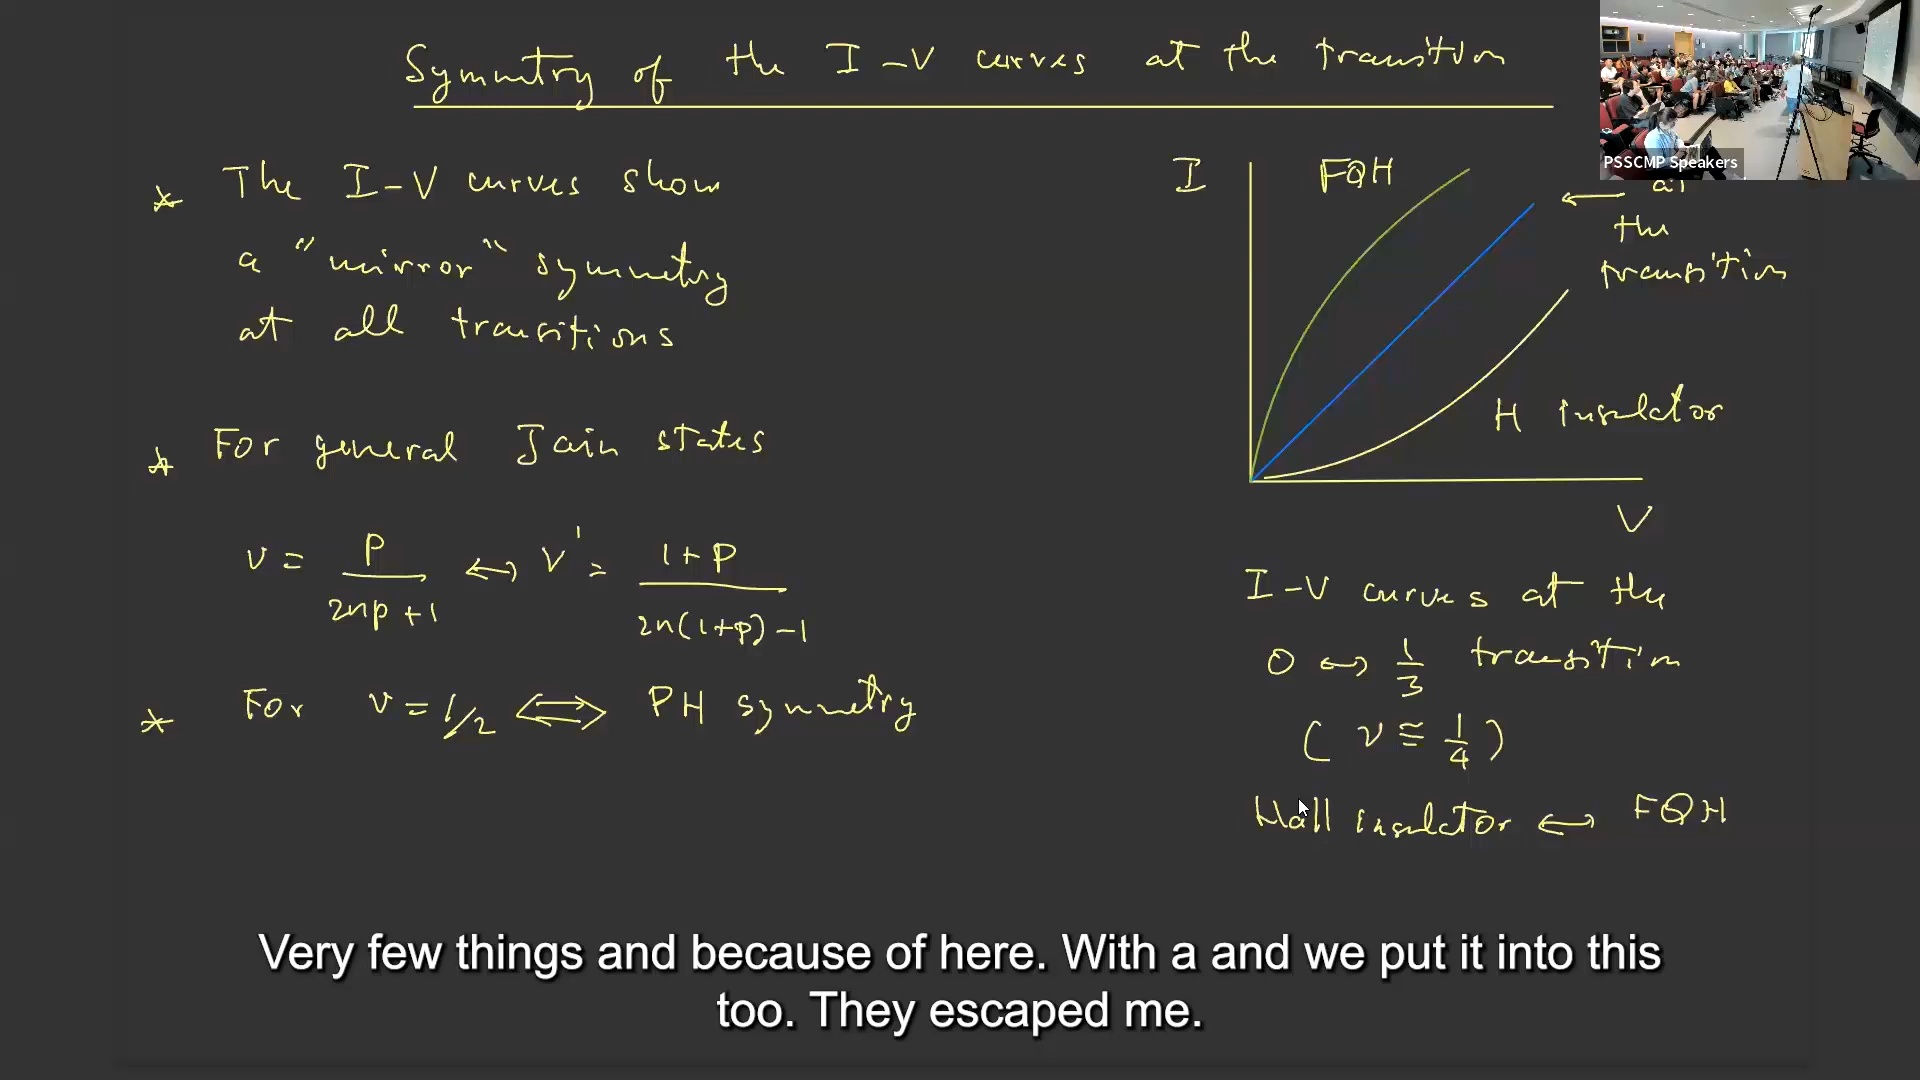 Symmetry of the I-V curves at the transition
* The I-V curves show
a "mirror" symmetry
at all transitions
* For general Jain states
ν = p/(2np+1) ↔ ν' = (1+p)/(2n(1+p)-1)
* For ν = 1/2 ⟺ PH symmetry
I
FQH
← at
the
transition
H insulator
V
I-V curves at the
0 ↔ 1/3 transition
(ν ≅ 1/4)
Hall insulator ↔ FQH
PSSCMP Speakers
Very few things and because of here. With a and we put it into this
too. They escaped me.